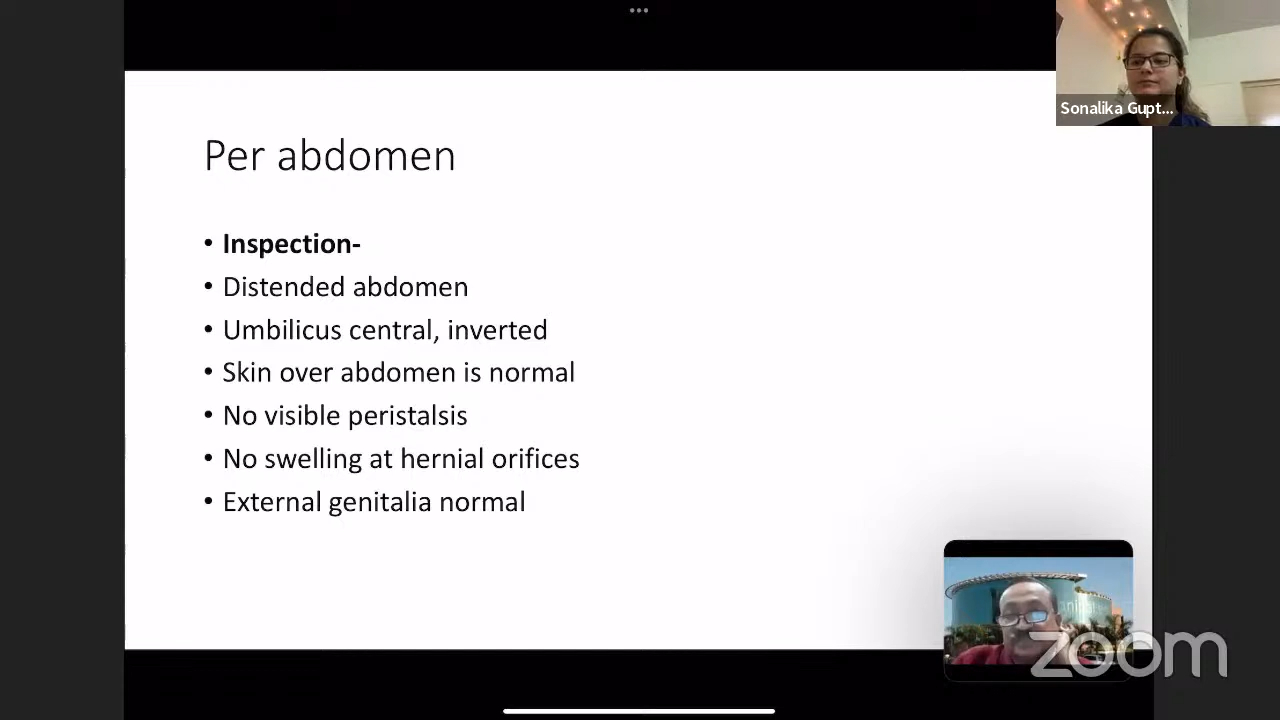 Sonalika Gupt...
Per abdomen
• Inspection-
• Distended abdomen
• Umbilicus central, inverted
• Skin over abdomen is normal
• No visible peristalsis
• No swelling at hernial orifices
• External genitalia normal
zoom